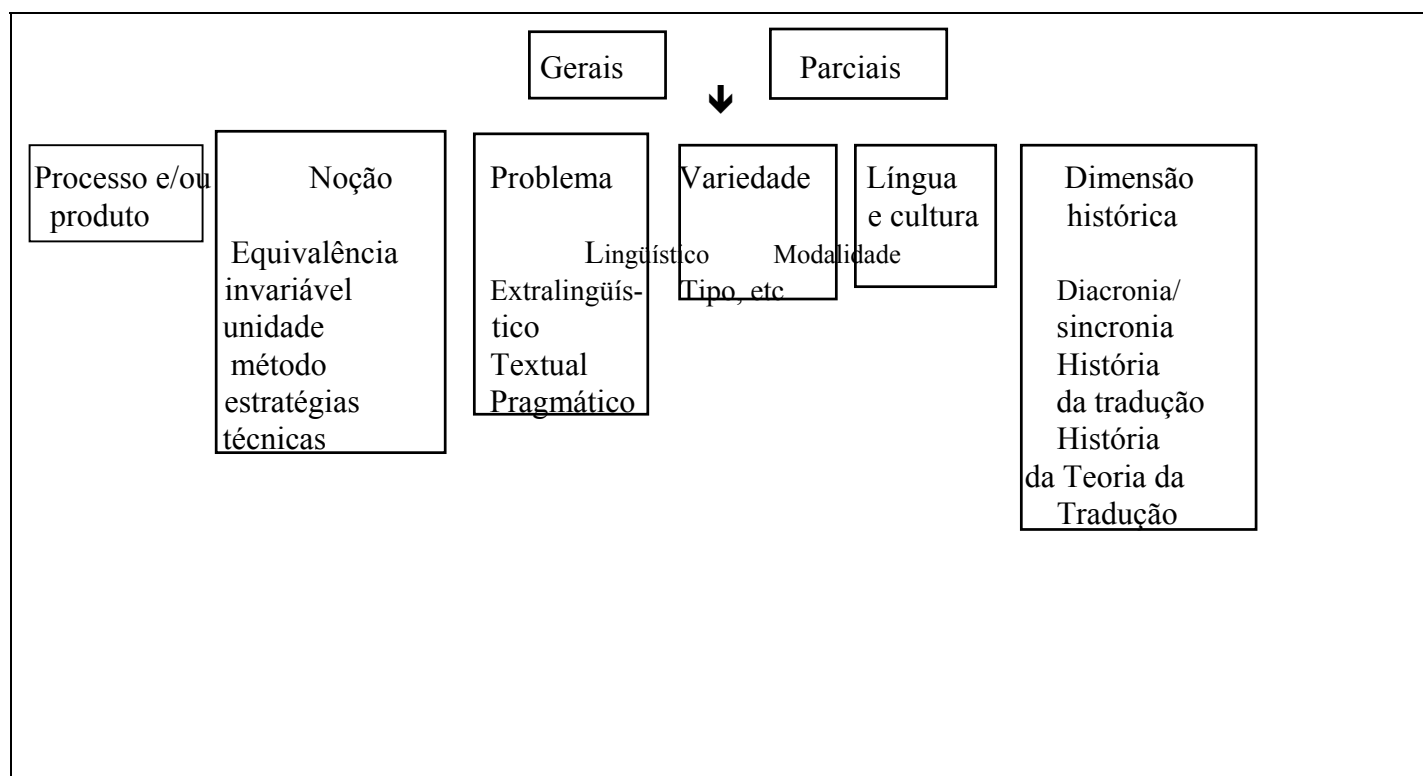 Gerais
Parciais
Processo e/ou
produto
Noção
Equivalência
invariável
unidade
método
estratégias
técnicas
Problema
Lingüístico
Extralingüís-
tico
Textual
Pragmático
Variedade
Modalidade
Tipo, etc
Língua
e cultura
Dimensão
histórica
Diacronia/
sincronia
História
da tradução
História
da Teoria da
Tradução